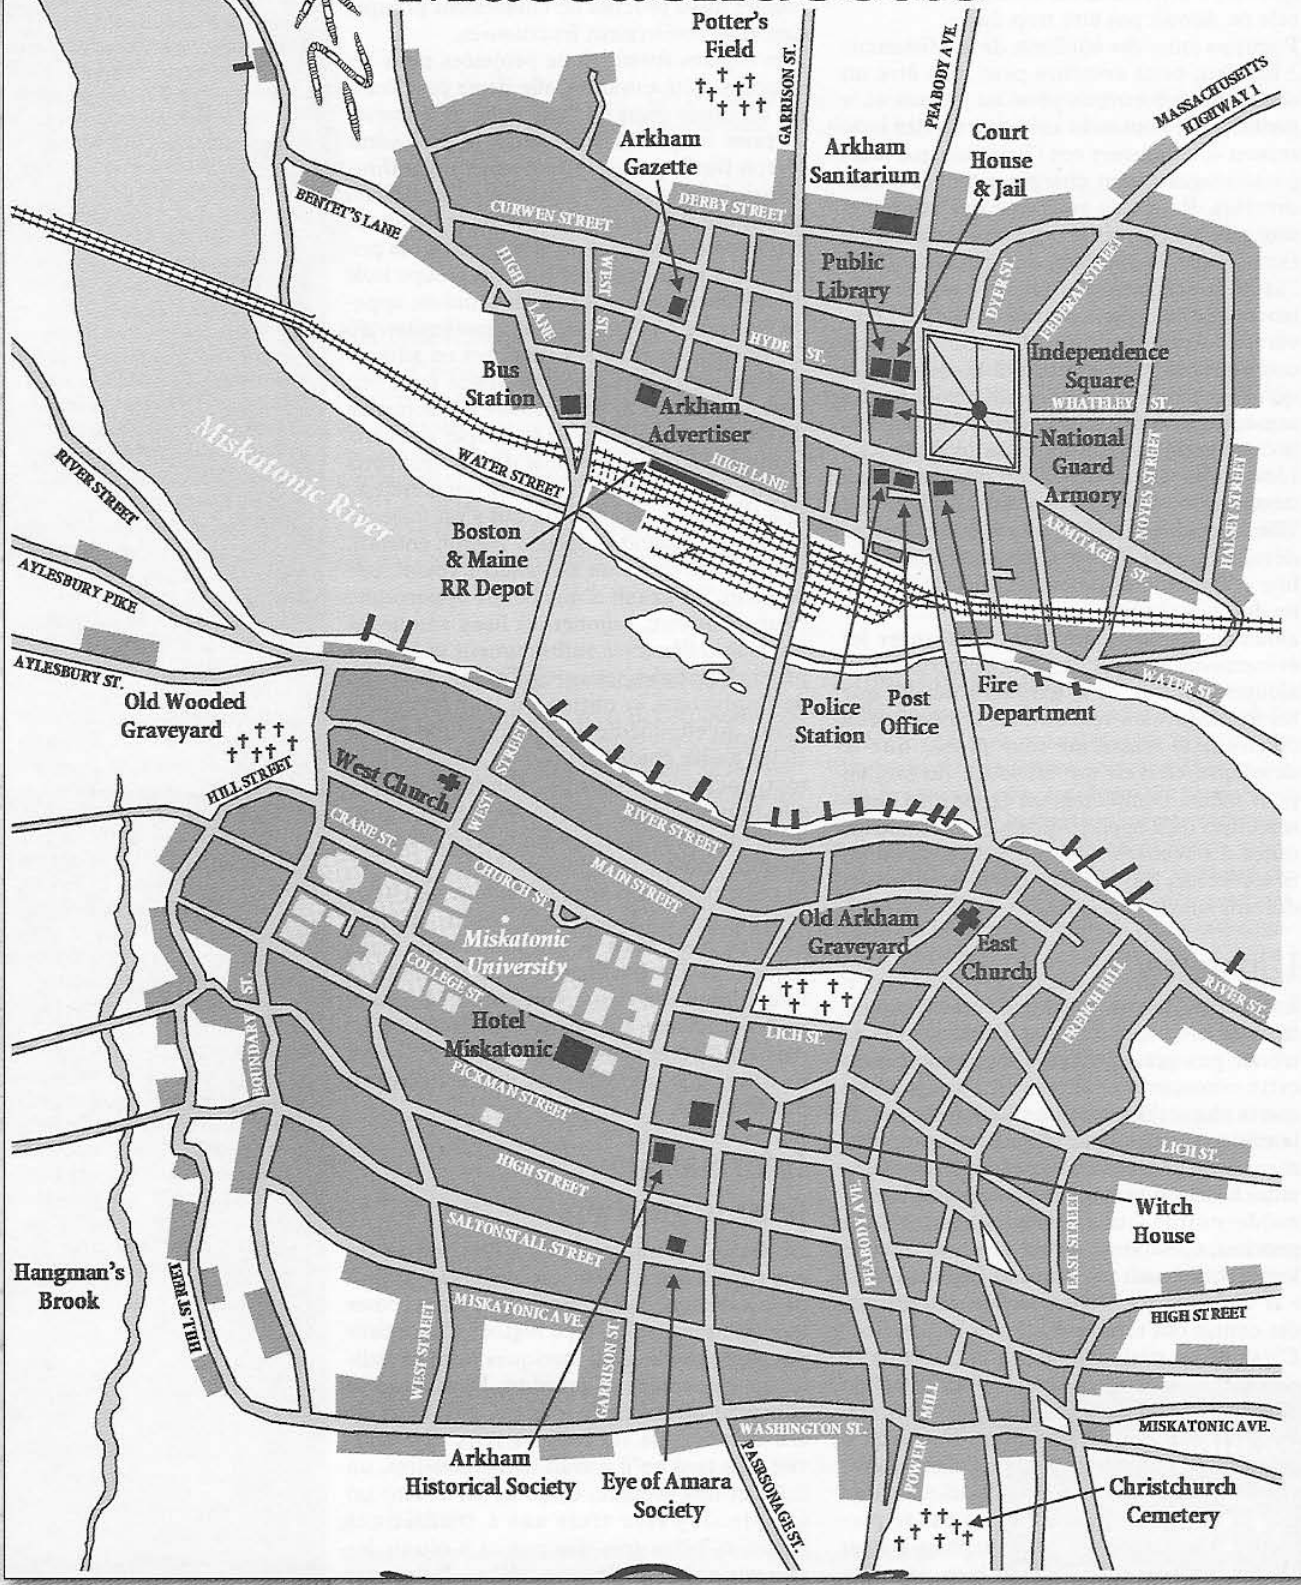 Potter's
Field
GARRISON ST.
PEABODY AVE.
MASSACHUSETTS
HIGHWAY 1
Arkham
Gazette
Arkham
Sanitarium
Court
House
& Jail
BENTET'S LANE
CURWEN STREET
DERBY STREET
HIGH
LANE
WEST
ST.
Public
Library
DYER ST.
FEDERAL STREET
HYDE ST.
Independence
Square
Bus
Station
Arkham
Advertiser
WHATELEY ST.
Miskatonic River
RIVER STREET
WATER STREET
HIGH LANE
National
Guard
Armory
NOYES STREET
HALSEY STREET
ARMITAGE
ST.
Boston
& Maine
RR Depot
AYLESBURY PIKE
AYLESBURY ST.
Old Wooded
Graveyard
Police
Station
Post
Office
Fire
Department
WATER ST.
HILL STREET
West Church
WEST
STREET
CRANE ST.
RIVER STREET
MAIN STREET
CHURCH ST.
Old Arkham
Graveyard
East
Church
Miskatonic
University
COLLEGE ST.
FRENCH HILL
RIVER ST.
Hotel
Miskatonic
LICH ST.
BOUNDARY
ST.
PICKMAN STREET
LICH ST.
HIGH STREET
Witch
House
PEABODY AVE.
EAST STREET
SALTONSTALL STREET
Hangman's
Brook
HILL STREET
MISKATONIC AVE.
HIGH STREET
WEST STREET
GARRISON ST.
WASHINGTON ST.
POWER
MILL
MISKATONIC AVE.
Arkham
Historical Society
Eye of Amara
Society
PASRSONAGE ST.
Christchurch
Cemetery